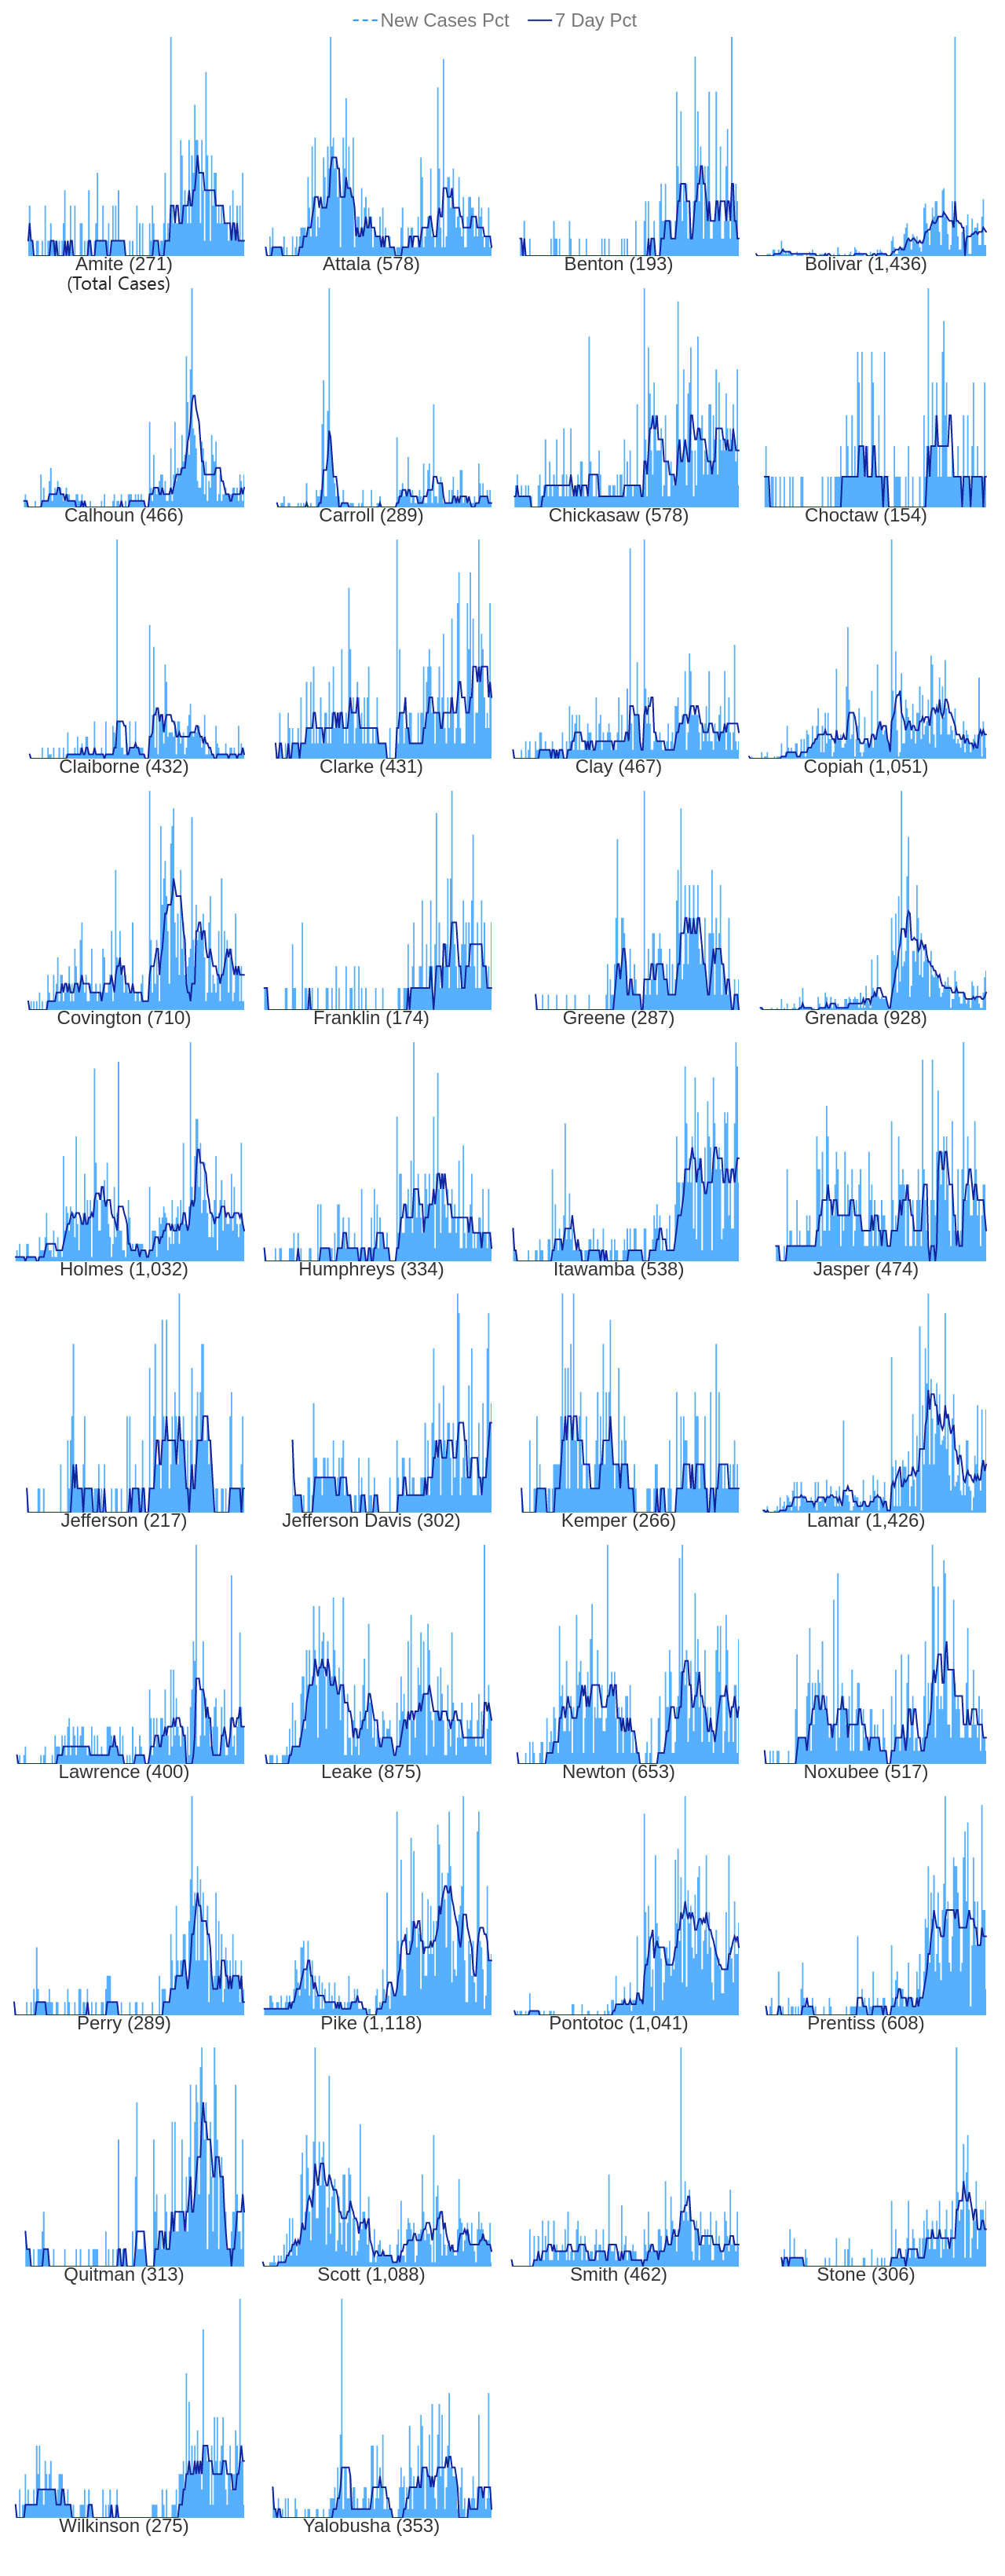 New Cases Pct 7 Day Pct
Amite (271) Attala (578) Benton (193) Bolivar (1,436)
(Total Cases)
Calhoun (466) Carroll (289) Chickasaw (578) Choctaw (154)
Claiborne (432) Clarke (431) Clay (467) Copiah (1,051)
Covington (710) Franklin (174) Greene (287) Grenada (928)
Holmes (1,032) Humphreys (334) Itawamba (538) Jasper (474)
Jefferson (217) Jefferson Davis (302) Kemper (266) Lamar (1,426)
Lawrence (400) Leake (875) Newton (653) Noxubee (517)
Perry (289) Pike (1,118) Pontotoc (1,041) Prentiss (608)
Quitman (313) Scott (1,088) Smith (462) Stone (306)
Wilkinson (275) Yalobusha (353)